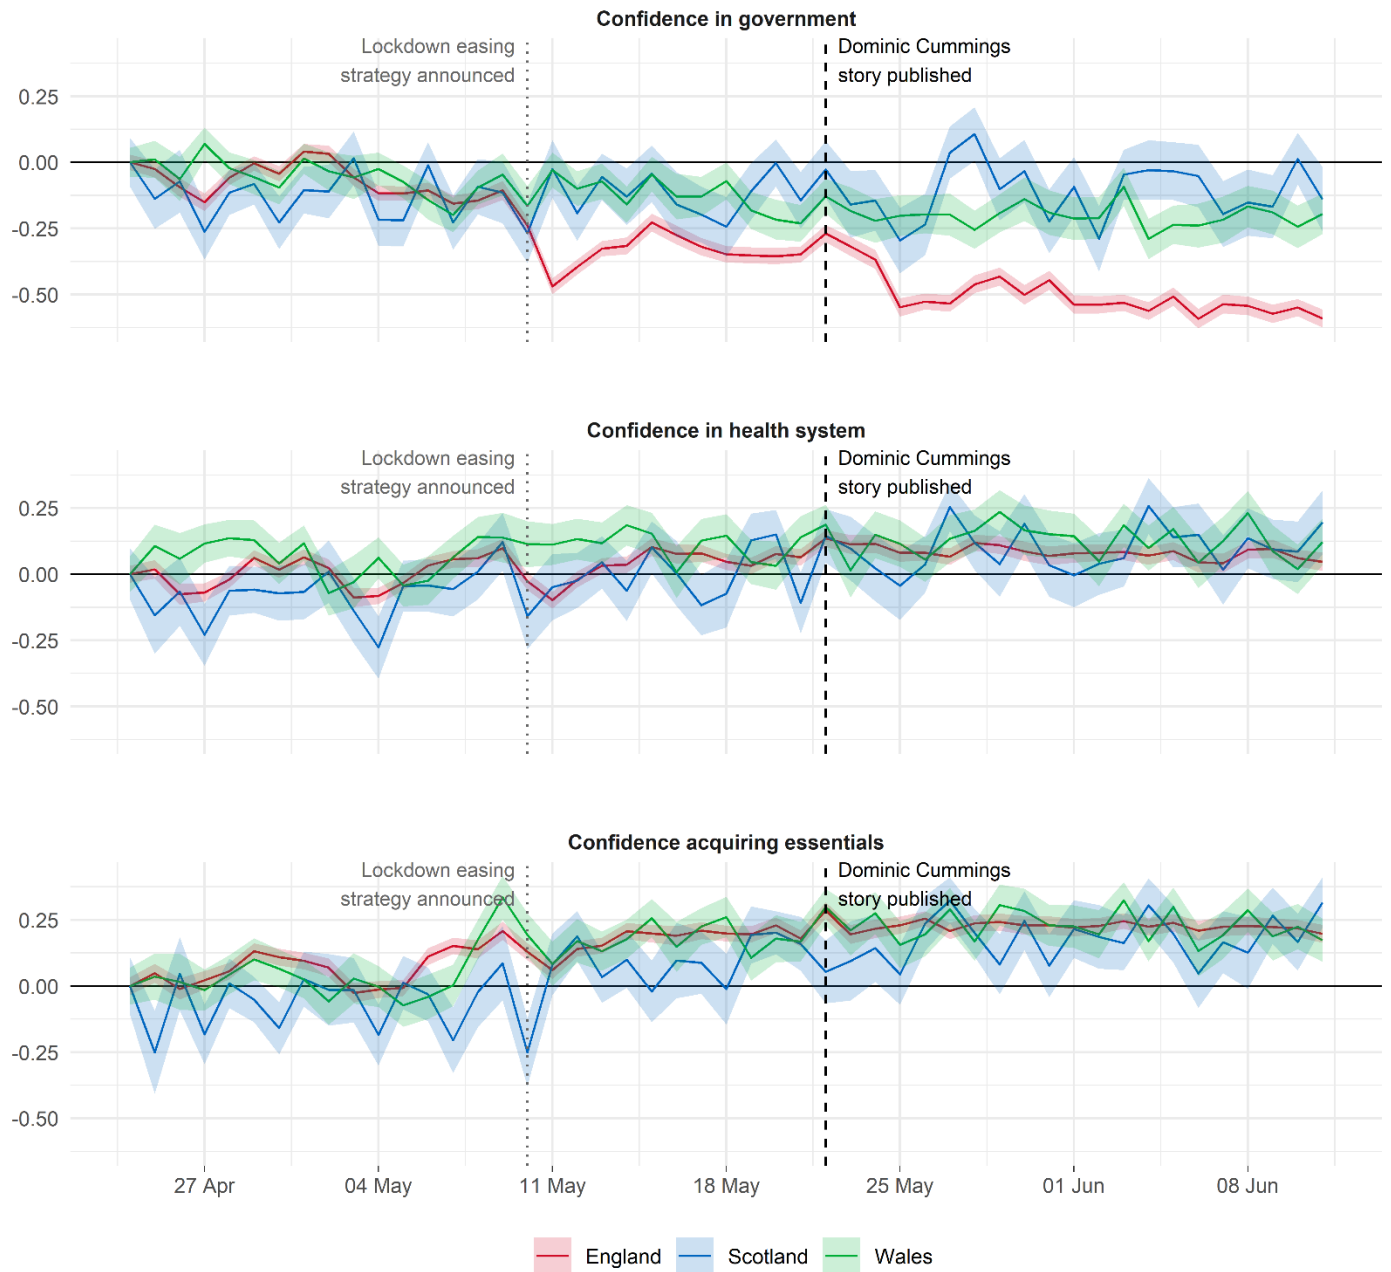 Confidence in government
Lockdown easing
strategy announced
Dominic Cummings
story published
0.25
0.00
-0.25
-0.50
Confidence in health system
Lockdown easing
strategy announced
Dominic Cummings
story published
0.25
0.00
-0.25
-0.50
Confidence acquiring essentials
Lockdown easing
strategy announced
Dominic Cummings
story published
0.25
0.00
-0.25
-0.50
27 Apr 04 May 11 May 18 May 25 May 01 Jun 08 Jun
England Scotland Wales